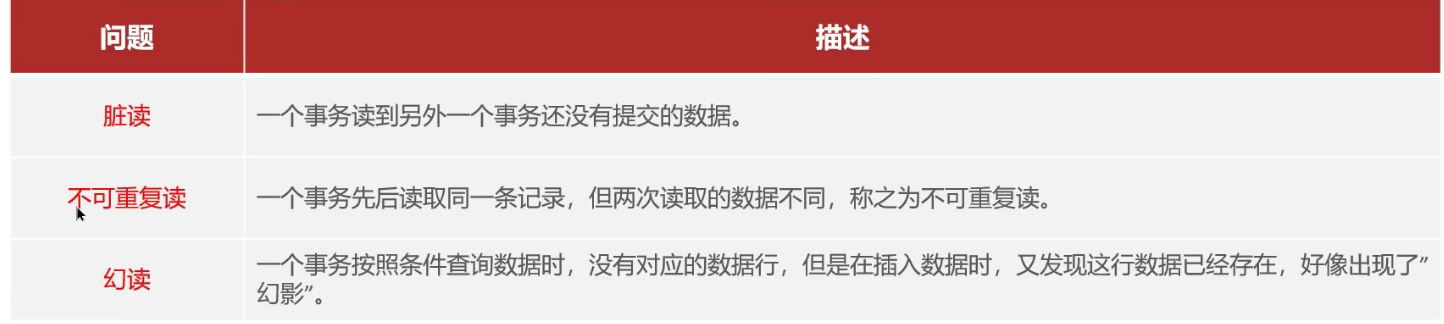 问题 描述
脏读 一个事务读到另外一个事务还没有提交的数据。
不可重复读 一个事务先后读取同一条记录，但两次读取的数据不同，称之为不可重复读。
幻读 一个事务按照条件查询数据时，没有对应的数据行，但是在插入数据时，又发现这行数据已经存在，好像出现了”
幻影”。